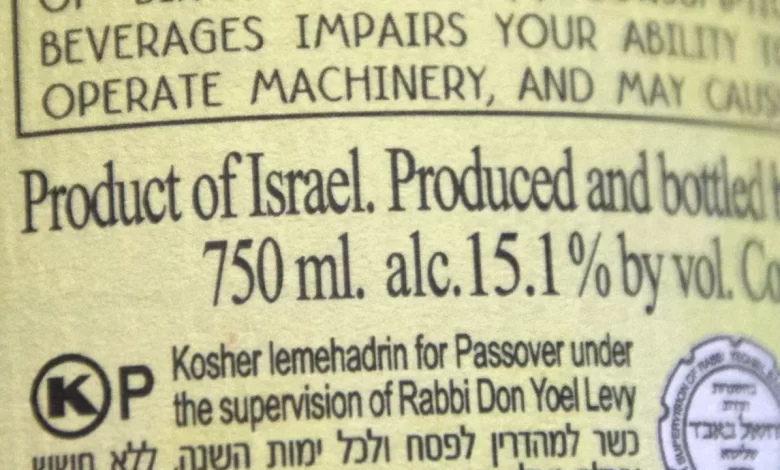 BEVERAGES IMPAIRS YOUR ABILITY
OPERATE MACHINERY, AND MAY
Product of Israel. Produced and bottled
750 ml. alc.15.1% by vol.
K P
Kosher lemehadrin for Passover under
the supervision of Rabbi Don Yoel Levy
כשר למהדרין לפסח ולכל ימות השנה, ללא חשש